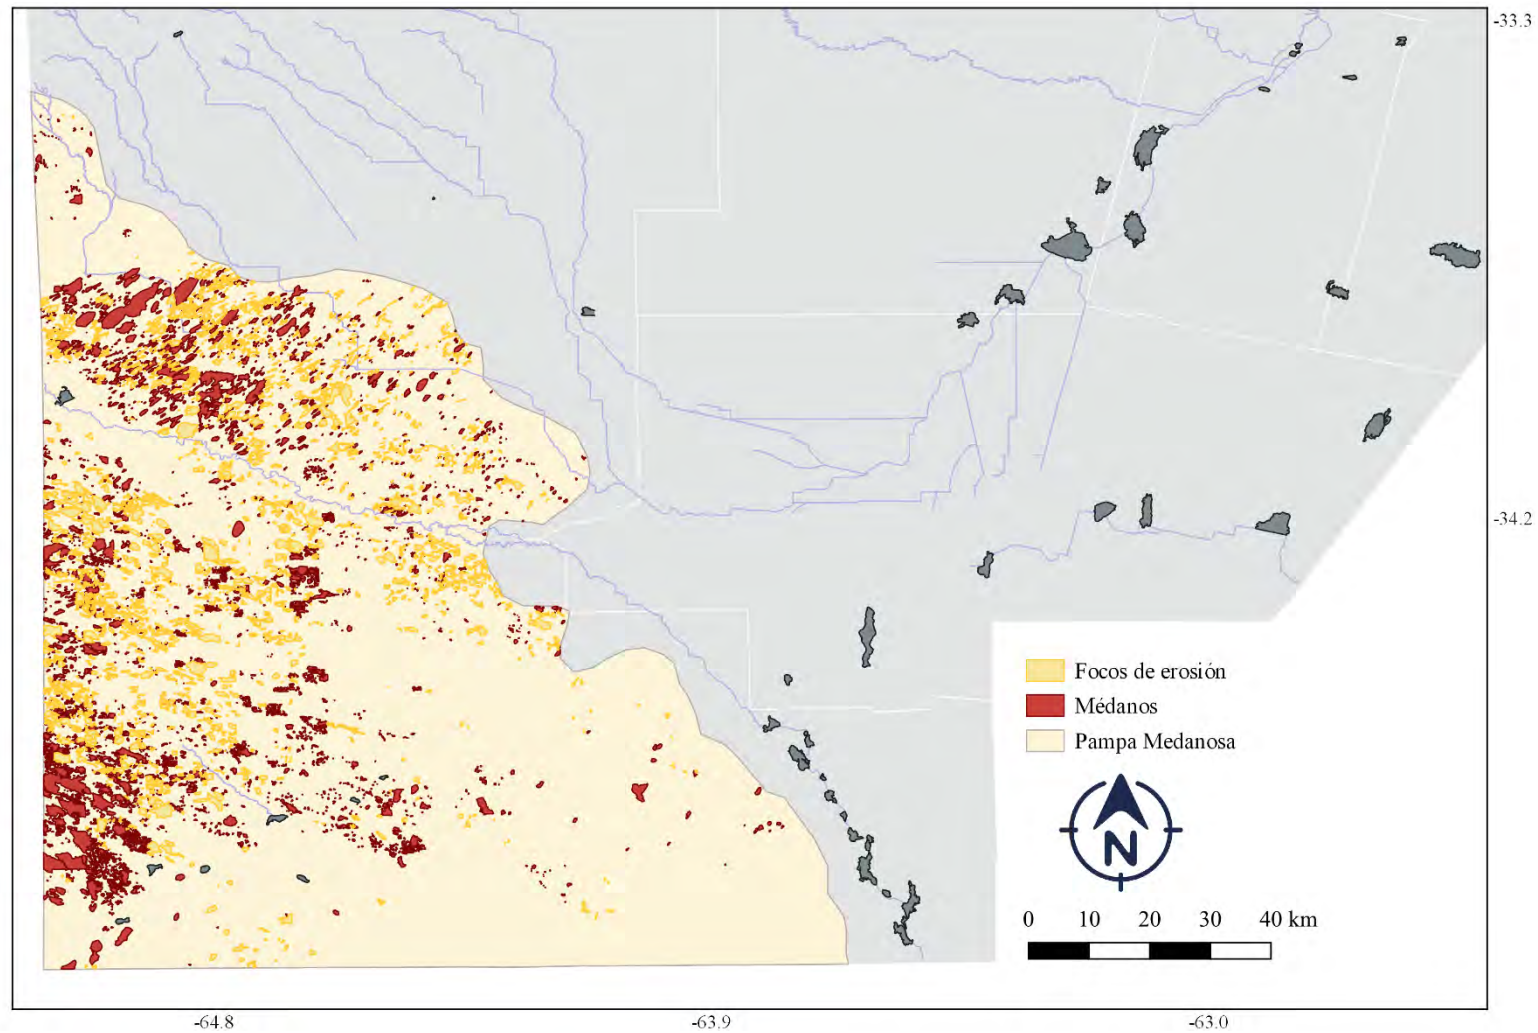 -33.3
-34.2
Focos de erosión
Médanos
Pampa Medanosa
N
0 10 20 30 40 km
-64.8 -63.9 -63.0